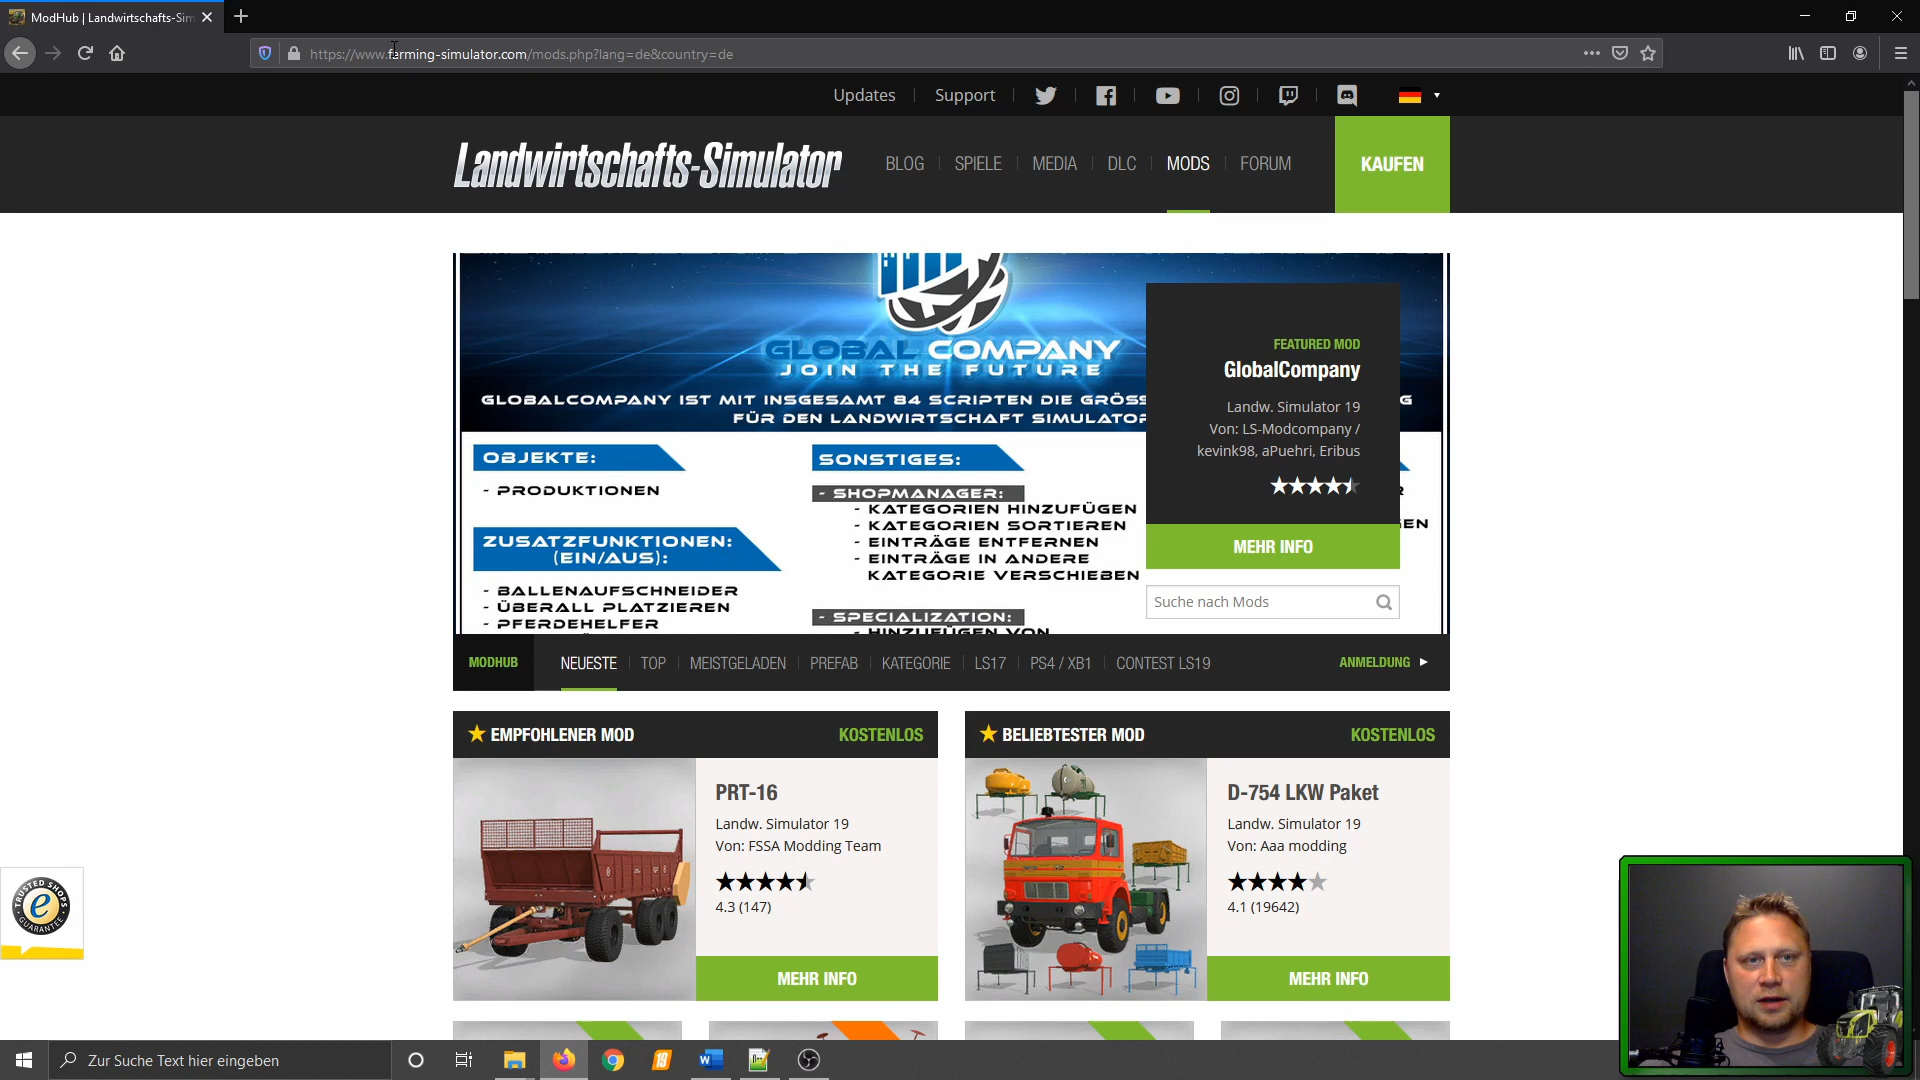 ModHub | Landwirtschafts-Sim
https://www.farming-simulator.com/mods.php?lang=de&country=de
Updates
Support
Landwirtschafts-Simulator
BLOG
SPIELE
MEDIA
DLC
MODS
FORUM
KAUFEN
GLOBAL COMPANY
JOIN THE FUTURE
GLOBALCOMPANY IST MIT INSGESAMT 84 SCRIPTEN DIE GRÖS
FÜR DEN LANDWIRTSCHAFT SIMULATOR
OBJEKTE:
- PRODUKTIONEN
ZUSATZFUNKTIONEN:
(EIN/AUS):
- BALLENAUFSCHNEIDER
- ÜBERALL PLATZIEREN
- PFERDEHELFER
SONSTIGES:
- SHOPMANAGER:
- KATEGORIEN HINZUFÜGEN
- KATEGORIEN SORTIEREN
- EINTRÄGE ENTFERNEN
- EINTRÄGE IN ANDERE
KATEGORIE VERSCHIEBEN
- SPECIALIZATION:
HINZUFÜGEN VON
FEATURED MOD
GlobalCompany
Landw. Simulator 19
Von: LS-Modcompany /
kevink98, aPuehri, Eribus
MEHR INFO
Suche nach Mods
MODHUB
NEUESTE
TOP
MEISTGELADEN
PREFAB
KATEGORIE
LS17
PS4 / XB1
CONTEST LS19
ANMELDUNG
EMPFOHLENER MOD
KOSTENLOS
PRT-16
Landw. Simulator 19
Von: FSSA Modding Team
4.3 (147)
MEHR INFO
BELIEBTESTER MOD
KOSTENLOS
D-754 LKW Paket
Landw. Simulator 19
Von: Aaa modding
4.1 (19642)
MEHR INFO
TRUSTED SHOPS
e
GUARANTEE
Zur Suche Text hier eingeben
19